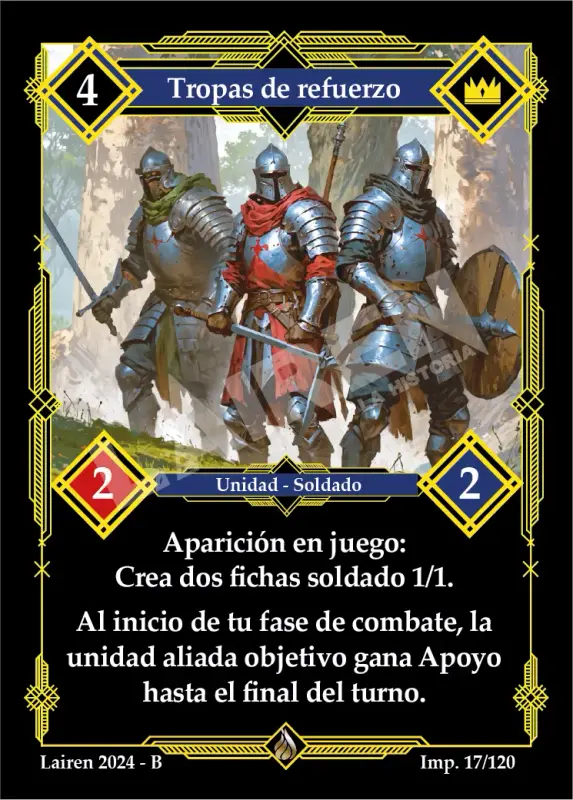 4
Tropas de refuerzo
LA HISTORIA
2
Unidad - Soldado
2
Aparición en juego:
Crea dos fichas soldado 1/1.
Al inicio de tu fase de combate, la
unidad aliada objetivo gana Apoyo
hasta el final del turno.
Lairen 2024 - B
Imp. 17/120